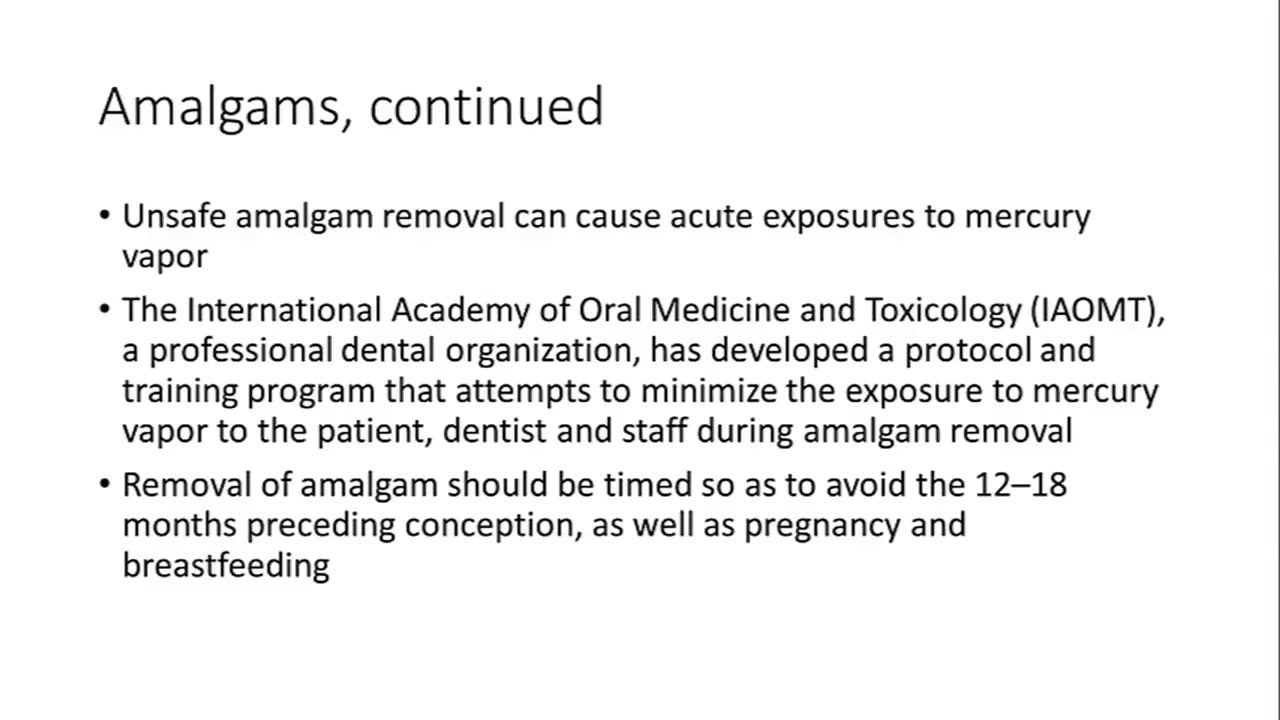 Amalgams, continued
• Unsafe amalgam removal can cause acute exposures to mercury
vapor
• The International Academy of Oral Medicine and Toxicology (IAOMT),
a professional dental organization, has developed a protocol and
training program that attempts to minimize the exposure to mercury
vapor to the patient, dentist and staff during amalgam removal
• Removal of amalgam should be timed so as to avoid the 12–18
months preceding conception, as well as pregnancy and
breastfeeding